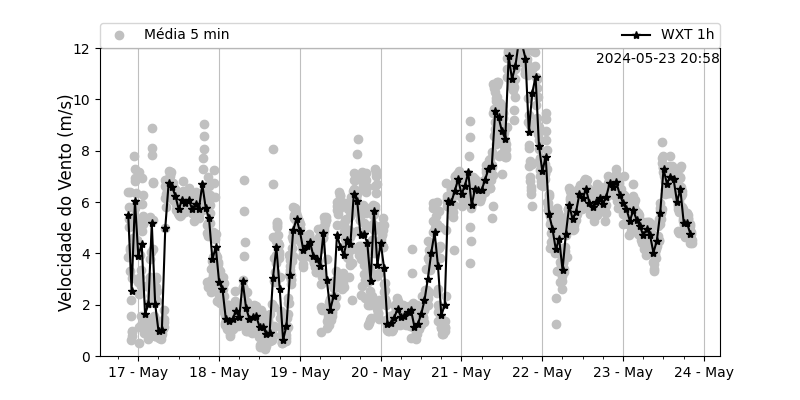 Média 5 min WXT 1h
2024-05-23 20:58
Velocidade do Vento (m/s)
12
10
8
6
4
2
0
17 - May 18 - May 19 - May 20 - May 21 - May 22 - May 23 - May 24 - May